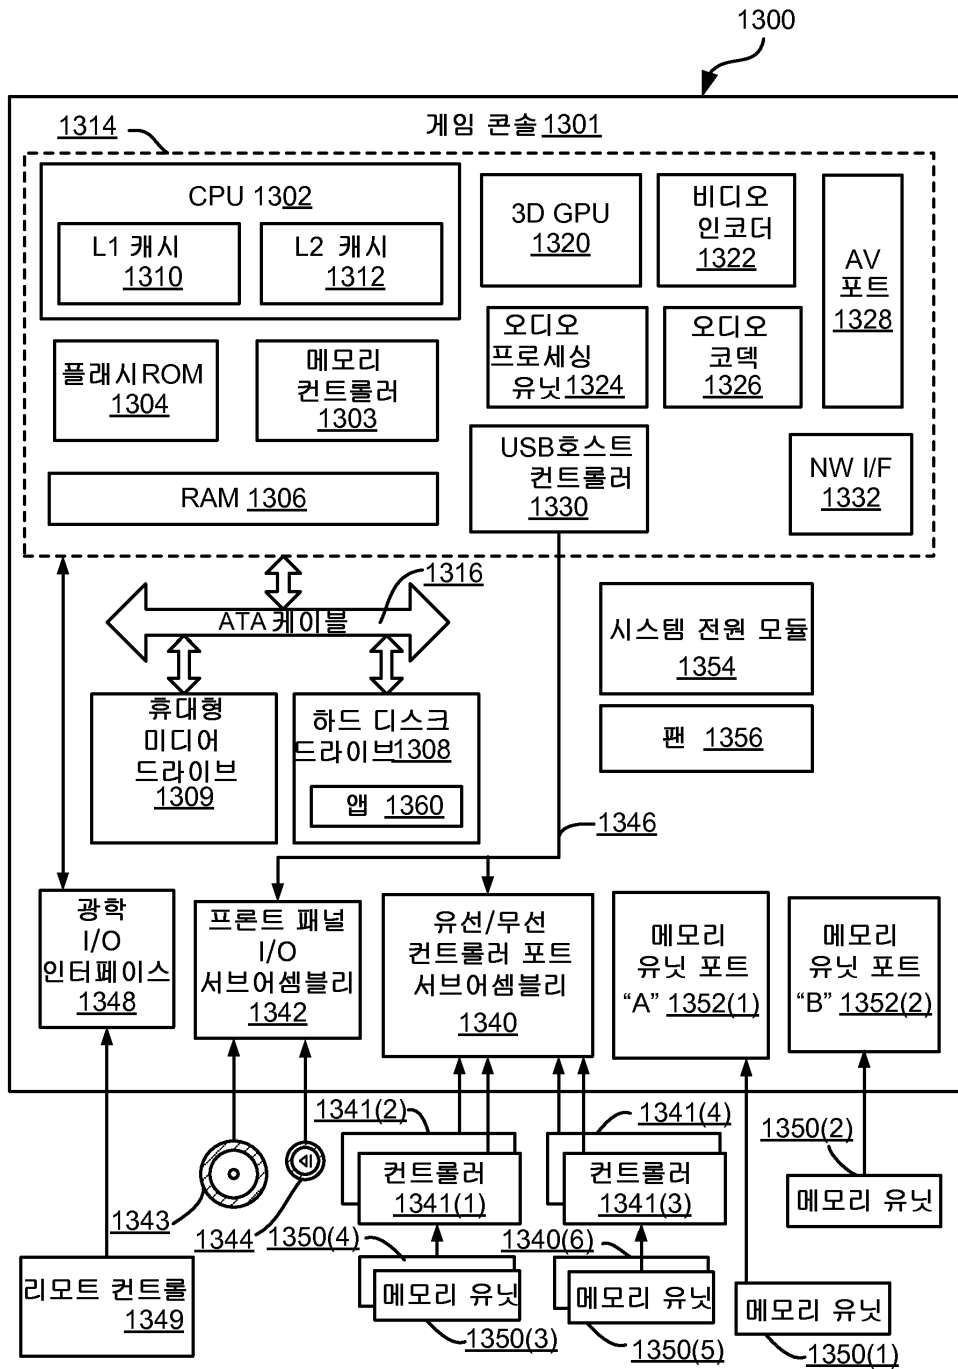 1300
게임 콘솔 1301
1314
CPU 1302
L1 캐시
1310
L2 캐시
1312
3D GPU
1320
비디오
인코더
1322
AV
포트
1328
플래시ROM
1304
메모리
컨트롤러
1303
오디오
프로세싱
유닛 1324
오디오
코덱
1326
RAM 1306
USB호스트
컨트롤러
1330
NW I/F
1332
1316
ATA 케이블
시스템 전원 모듈
1354
휴대형
미디어
드라이브
1309
하드 디스크
드라이브1308
앱 1360
팬 1356
1346
광학
I/O
인터페이스
1348
프론트 패널
I/O
서브어셈블리
1342
유선/무선
컨트롤러 포트
서브어셈블리
1340
메모리
유닛 포트
“A” 1352(1)
메모리
유닛 포트
“B” 1352(2)
1341(2)
1341(4)
1350(2)
컨트롤러
1341(1)
컨트롤러
1341(3)
메모리 유닛
1343
1344
1350(4)
1340(6)
리모트 컨트롤
1349
메모리 유닛
메모리 유닛
메모리 유닛
1350(3)
1350(5)
1350(1)